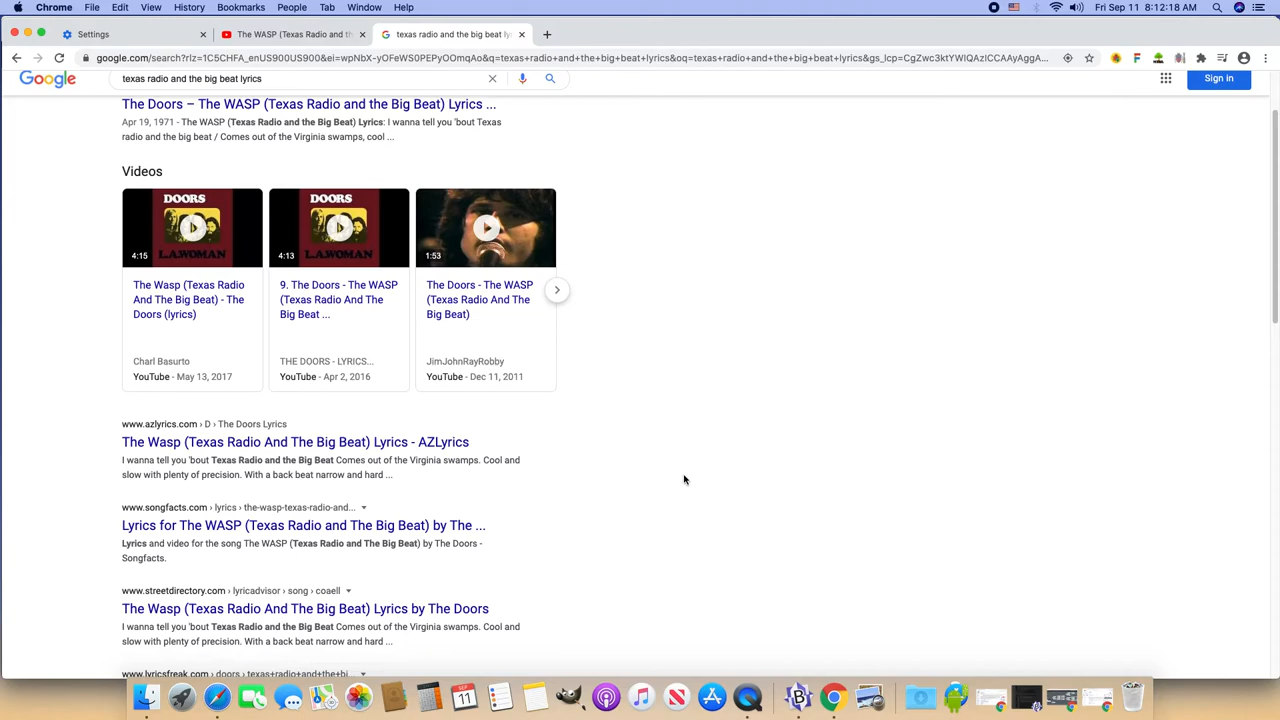 Chrome File Edit View History Bookmarks People Tab Window Help Fri Sep 11 8:12:18 AM
Settings The WASP (Texas Radio and th texas radio and the big beat ly
google.com/search?rlz=1C5CHFA_enUS900US900&ei=wpNbX-yOFeWS0PEPyOOmqAo&q=texas+radio+and+the+big+beat+lyrics&oq=texas+radio+and+the+big+beat+lyrics&gs_lcp=CgZwc3ktYWIQAzICCAAyAgg...
Google texas radio and the big beat lyrics Sign in
The Doors – The WASP (Texas Radio and the Big Beat) Lyrics ...
Apr 19, 1971 - The WASP (Texas Radio and the Big Beat) Lyrics: I wanna tell you 'bout Texas
radio and the big beat / Comes out of the Virginia swamps, cool ...
Videos
DOORS
L.A.WOMAN
4:15
DOORS
L.A.WOMAN
4:13
1:53
The Wasp (Texas Radio
And The Big Beat) - The
Doors (lyrics)
Charl Basurto
YouTube - May 13, 2017
9. The Doors - The WASP
(Texas Radio And The
Big Beat ...
THE DOORS - LYRICS...
YouTube - Apr 2, 2016
The Doors - The WASP
(Texas Radio And The
Big Beat)
JimJohnRayRobby
YouTube - Dec 11, 2011
www.azlyrics.com › D › The Doors Lyrics
The Wasp (Texas Radio And The Big Beat) Lyrics - AZLyrics
I wanna tell you 'bout Texas Radio and the Big Beat Comes out of the Virginia swamps. Cool and
slow with plenty of precision. With a back beat narrow and hard ...
www.songfacts.com › lyrics › the-wasp-texas-radio-and...
Lyrics for The WASP (Texas Radio and The Big Beat) by The ...
Lyrics and video for the song The WASP (Texas Radio and The Big Beat) by The Doors -
Songfacts.
www.streetdirectory.com › lyricadvisor › song › coaell
The Wasp (Texas Radio And The Big Beat) Lyrics by The Doors
I wanna tell you 'bout Texas Radio and the Big Beat Comes out of the Virginia swamps. Cool and
slow with plenty of precision. With a back beat narrow and hard ...
www.lyricsfreak.com › doors › texas+radio+and+the+bi...
SEP
11